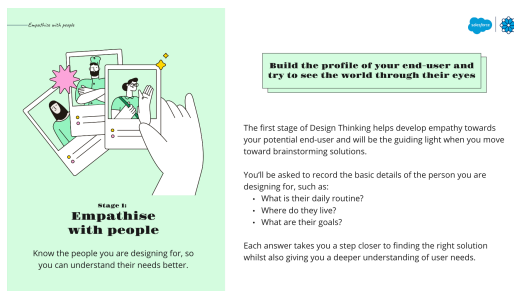 Empathise with people
salesforce
Build the profile of your end-user and
try to see the world through their eyes
The first stage of Design Thinking helps develop empathy towards
your potential end-user and will be the guiding light when you move
toward brainstorming solutions.
You'll be asked to record the basic details of the person you are
designing for, such as:
• What is their daily routine?
• Where do they live?
• What are their goals?
Each answer takes you a step closer to finding the right solution
whilst also giving you a deeper understanding of user needs.
Stage 1:
Empathise
with people
Know the people you are designing for, so
you can understand their needs better.